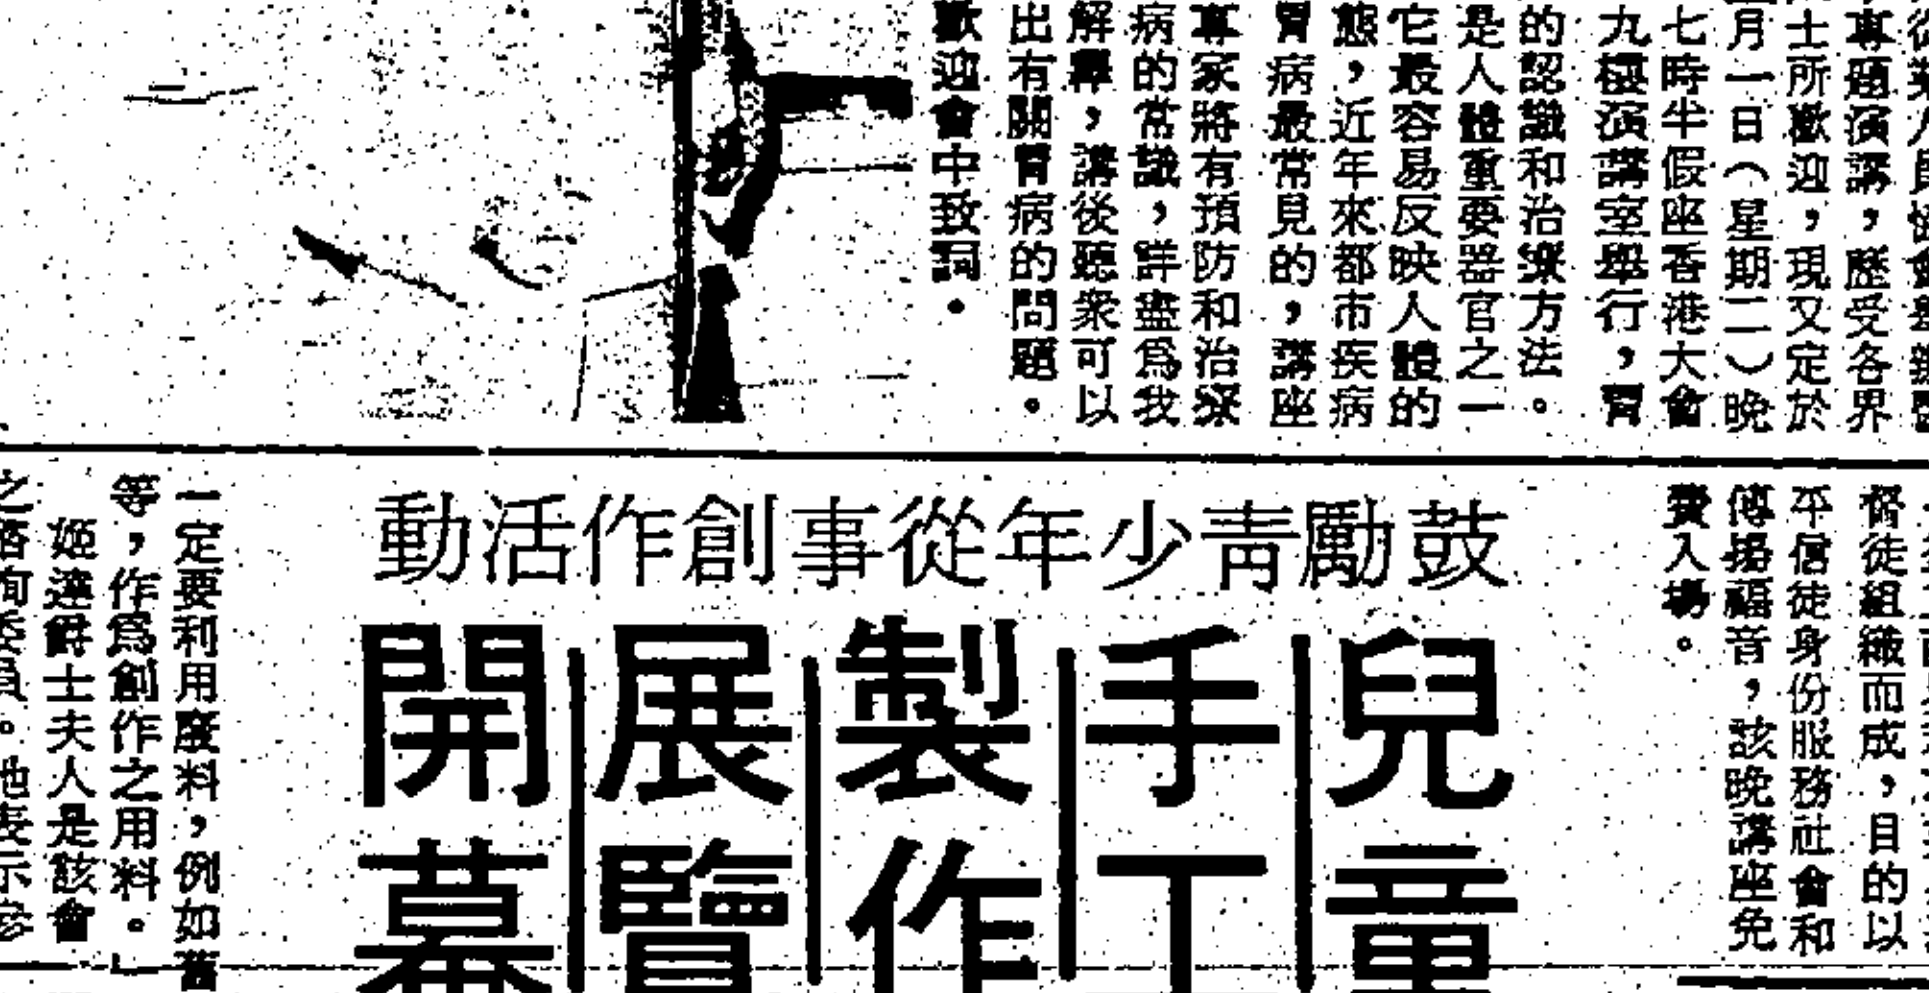 專題演講，歷受各界
士所歡迎，現又定於
月一日（星期二）晚
七時半假座香港大會
九樓演講室舉行，胃
的認識和治療方法。
是人體重要器官之一
它最容易反映人體的
態，近年來都市疾病
胃病最常見的，講座
專家將有預防和治療
病的常識，詳盡爲我
解釋，講後聽衆可以
出有關胃病的問題。
歡迎會中致詞。
督徒組織而成，目的以
平信徒身份服務社會和
傳揚福音，該晚講座免
費入場。
鼓勵靑少年從事創作活動
兒童
手工
製作
展覽
開幕
一定要利用廢料，例如舊
等，作爲創作之用料。」
姬達爵士夫人是該會